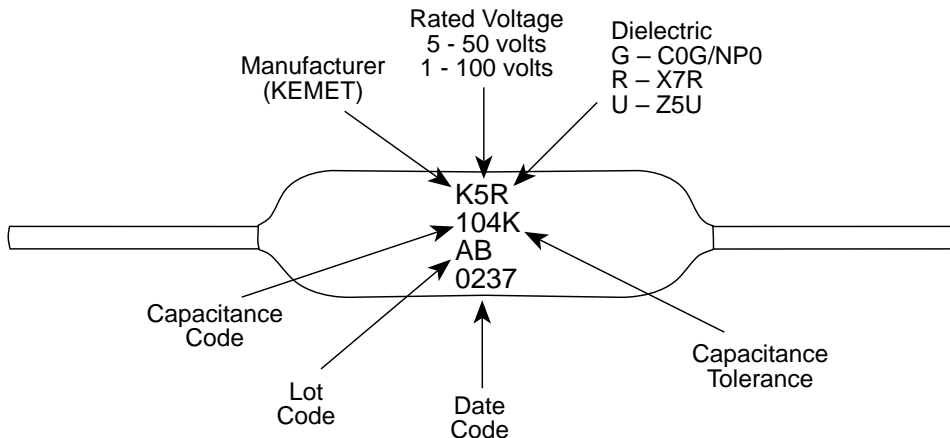 Rated Voltage
5 - 50 volts
1 - 100 volts
Dielectric
G – C0G/NP0
R – X7R
U – Z5U
Manufacturer
(KEMET)
K5R
104K
AB
0237
Capacitance
Code
Lot
Code
Date
Code
Capacitance
Tolerance